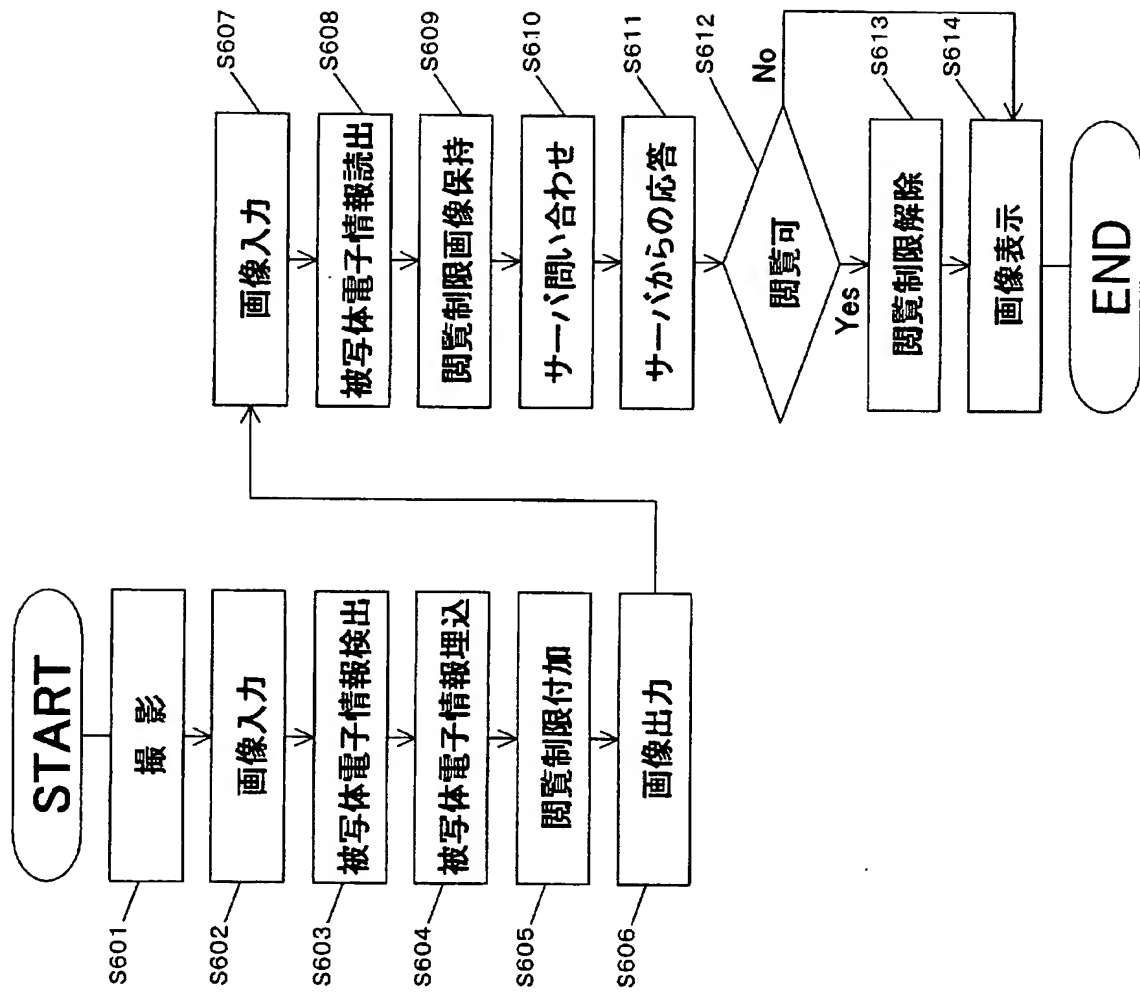 START
撮 影
S601
画像入力
S602
被写体電子情報検出
S603
被写体電子情報埋込
S604
閲覧制限付加
S605
画像出力
S606
画像入力
S607
被写体電子情報読出
S608
閲覧制限画像保持
S609
サーバ問い合わせ
S610
サーバからの応答
S611
閲覧可
S612
No
Yes
閲覧制限解除
S613
画像表示
S614
END